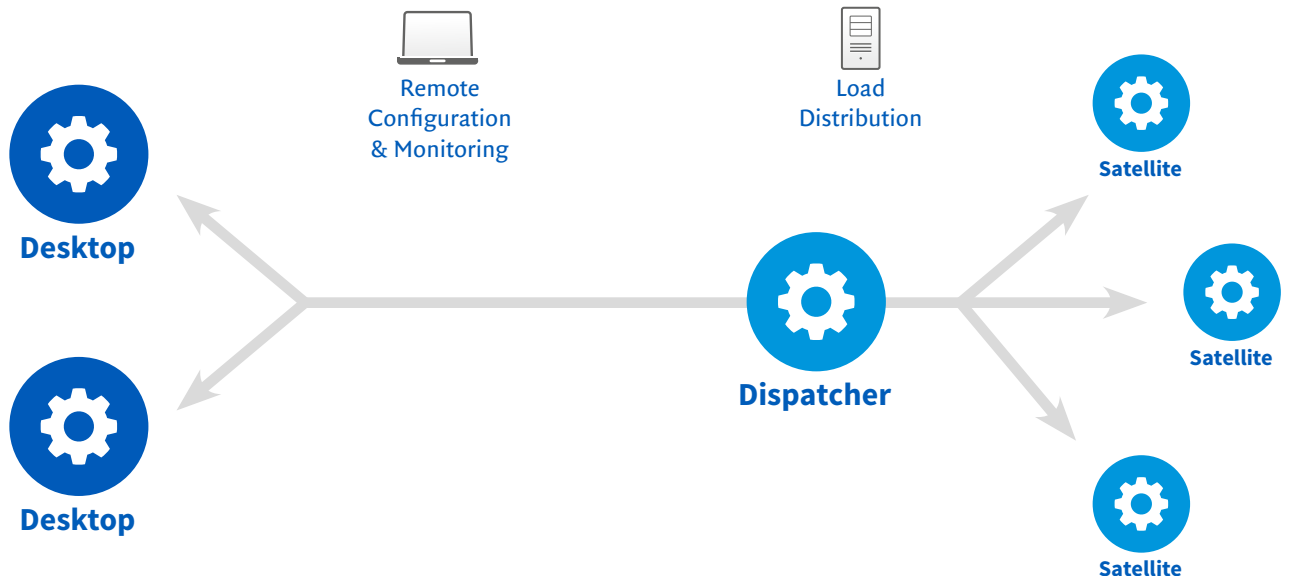 Remote
Configuration
& Monitoring
Load
Distribution
Satellite
Desktop
Satellite
Dispatcher
Desktop
Satellite